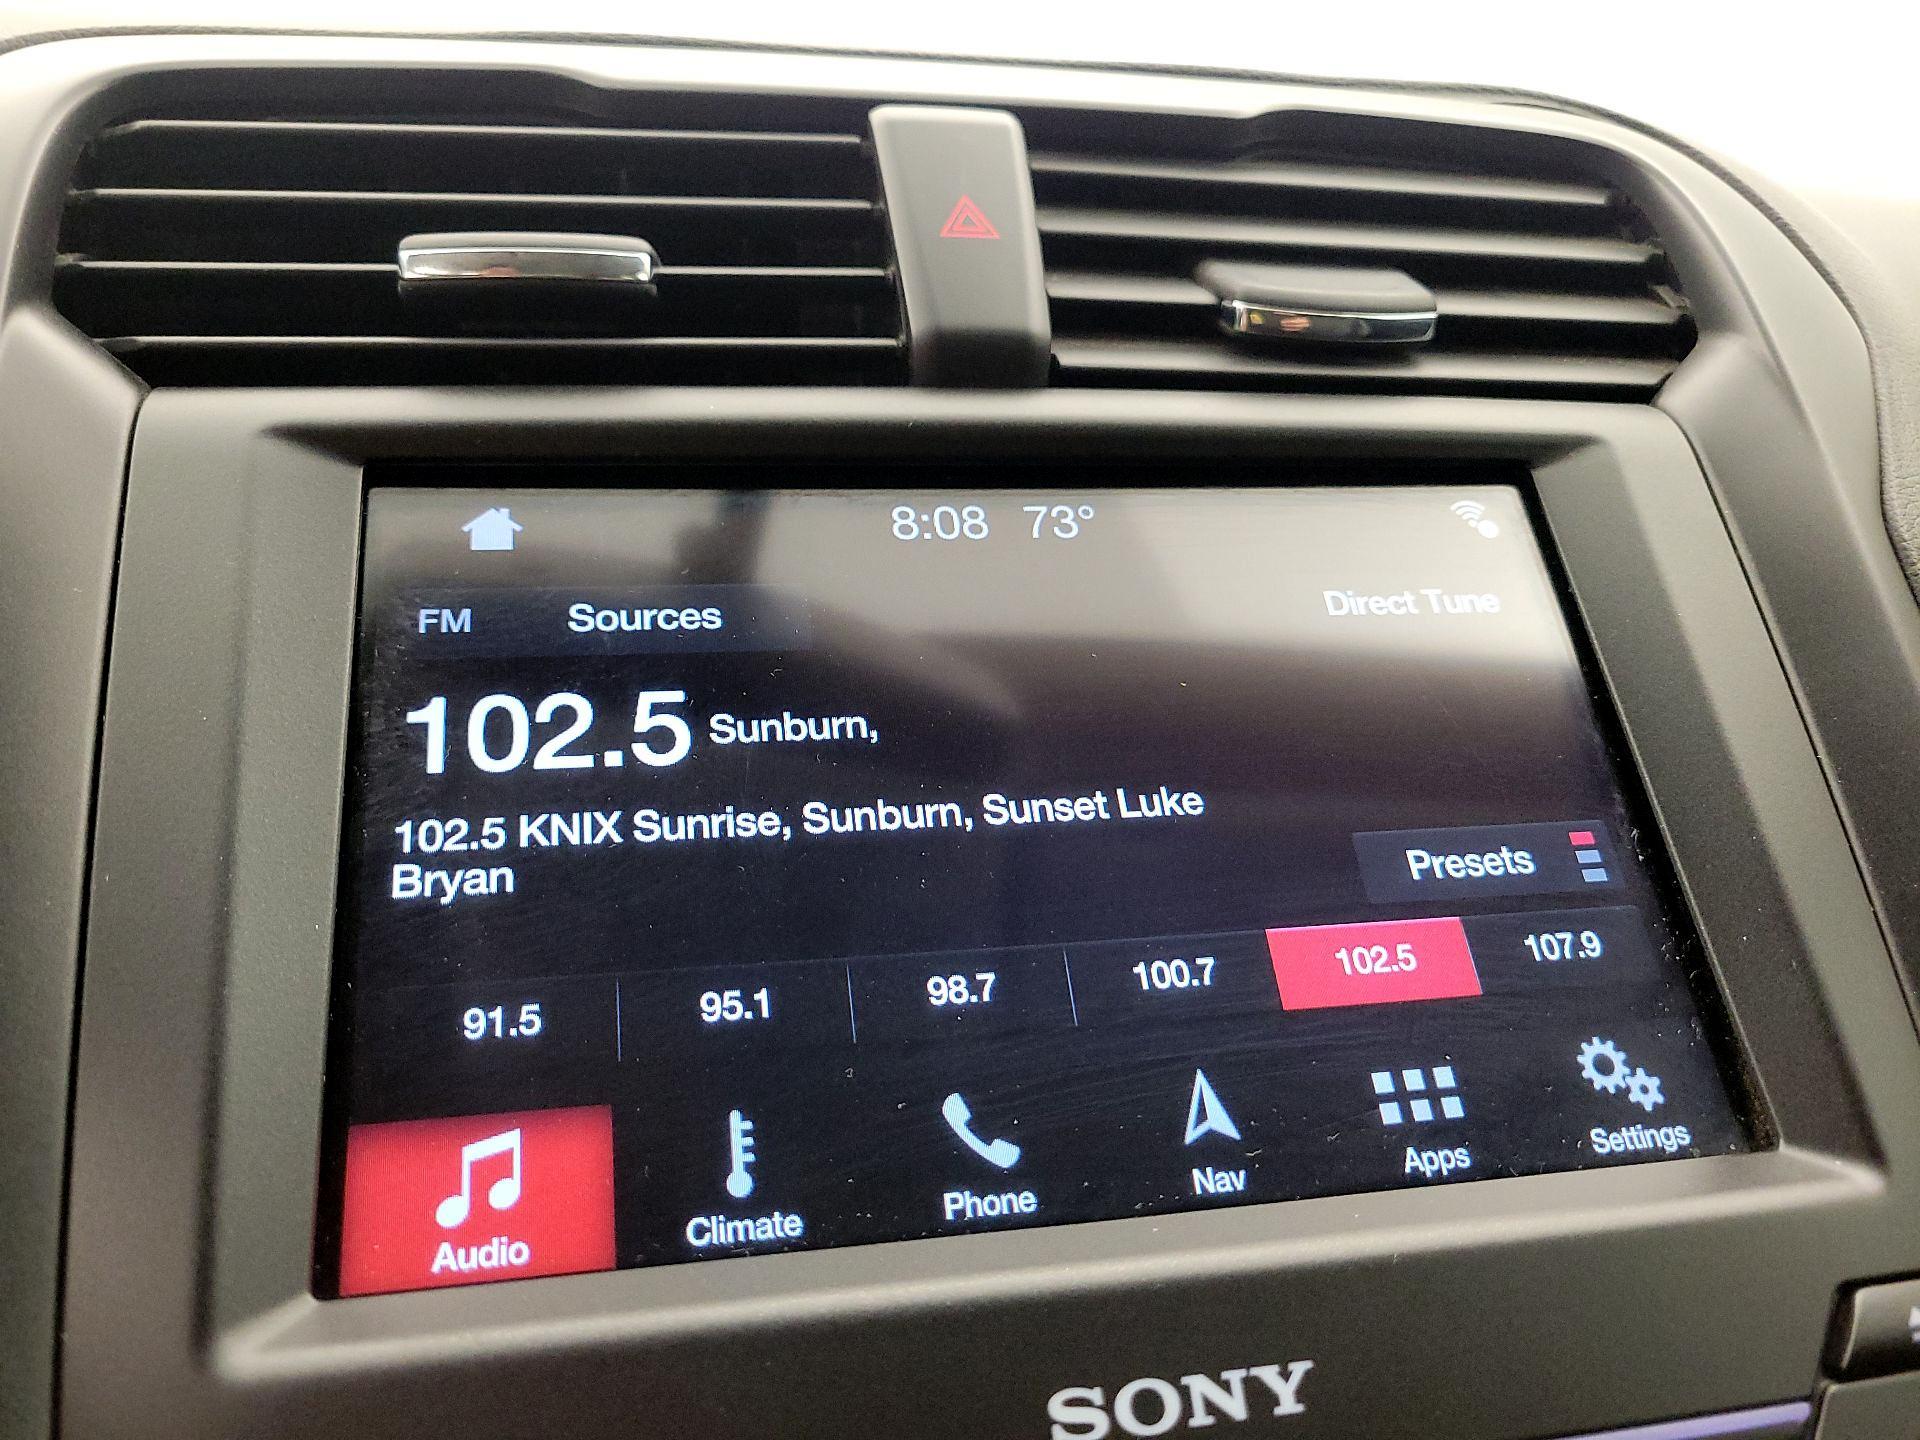 8:08 73°
FM Sources Direct Tune
102.5 Sunburn,
102.5 KNIX Sunrise, Sunburn, Sunset Luke
Bryan
Presets
91.5 95.1 98.7 100.7 102.5 107.9
Audio Climate Phone Nav Apps Settings
SONY